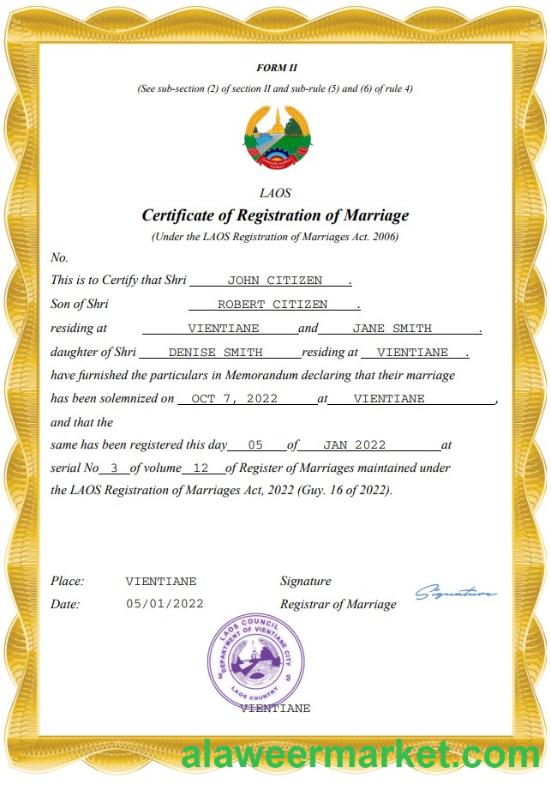 FORM II
(See sub-section (2) of section II and sub-rule (5) and (6) of rule 4)
LAOS
Certificate of Registration of Marriage
(Under the LAOS Registration of Marriages Act. 2006)
No.
This is to Certify that Shri JOHN CITIZEN .
Son of Shri ROBERT CITIZEN .
residing at VIENTIANE and JANE SMITH .
daughter of Shri DENISE SMITH residing at VIENTIANE .
have furnished the particulars in Memorandum declaring that their marriage
has been solemnized on OCT 7, 2022 at VIENTIANE ,
and that the
same has been registered this day 05 of JAN 2022 at
serial No 3 of volume 12 of Register of Marriages maintained under
the LAOS Registration of Marriages Act, 2022 (Guy. 16 of 2022).
Place: VIENTIANE Signature
Signature
Date: 05/01/2022 Registrar of Marriage
LAOS COUNCIL
DEPARTMENT OF VIENTIANE CITY
LAOS COUNTRY
VIENTIANE
alaweermarket.com